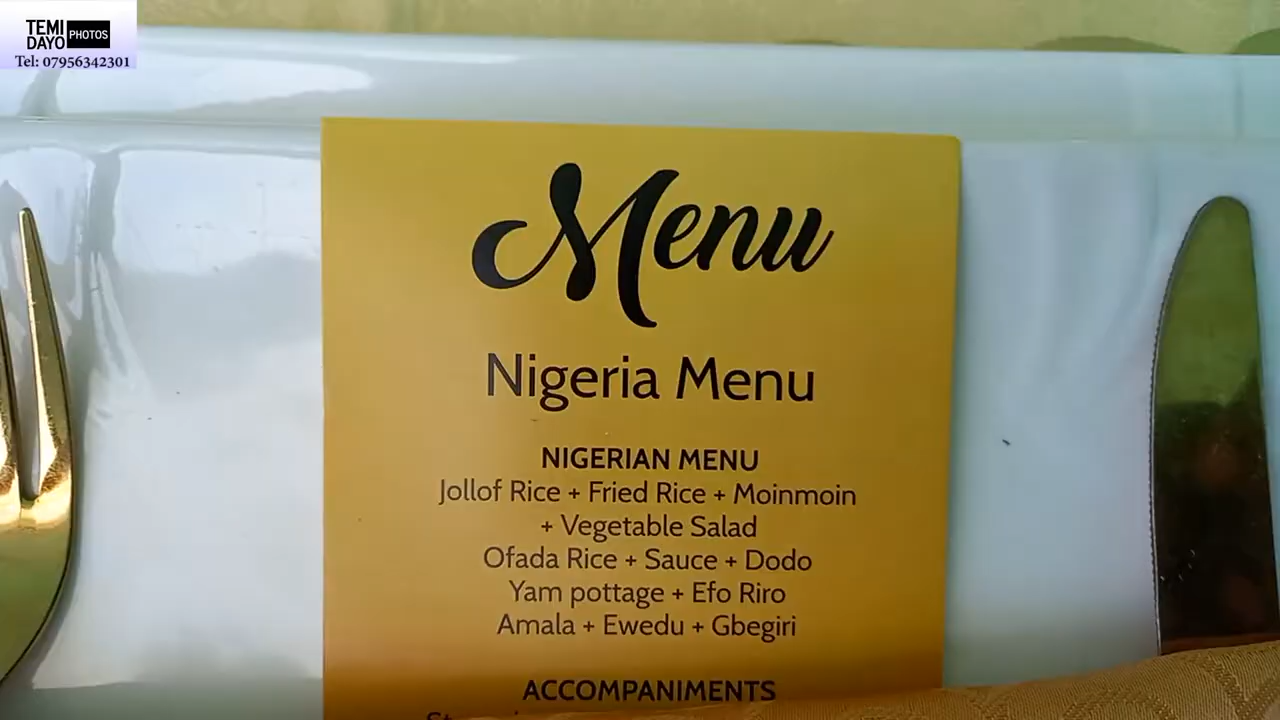 TEMI
DAYO PHOTOS
Tel: 07956342301
Menu
Nigeria Menu
NIGERIAN MENU
Jollof Rice + Fried Rice + Moinmoin
+ Vegetable Salad
Ofada Rice + Sauce + Dodo
Yam pottage + Efo Riro
Amala + Ewedu + Gbegiri
ACCOMPANIMENTS